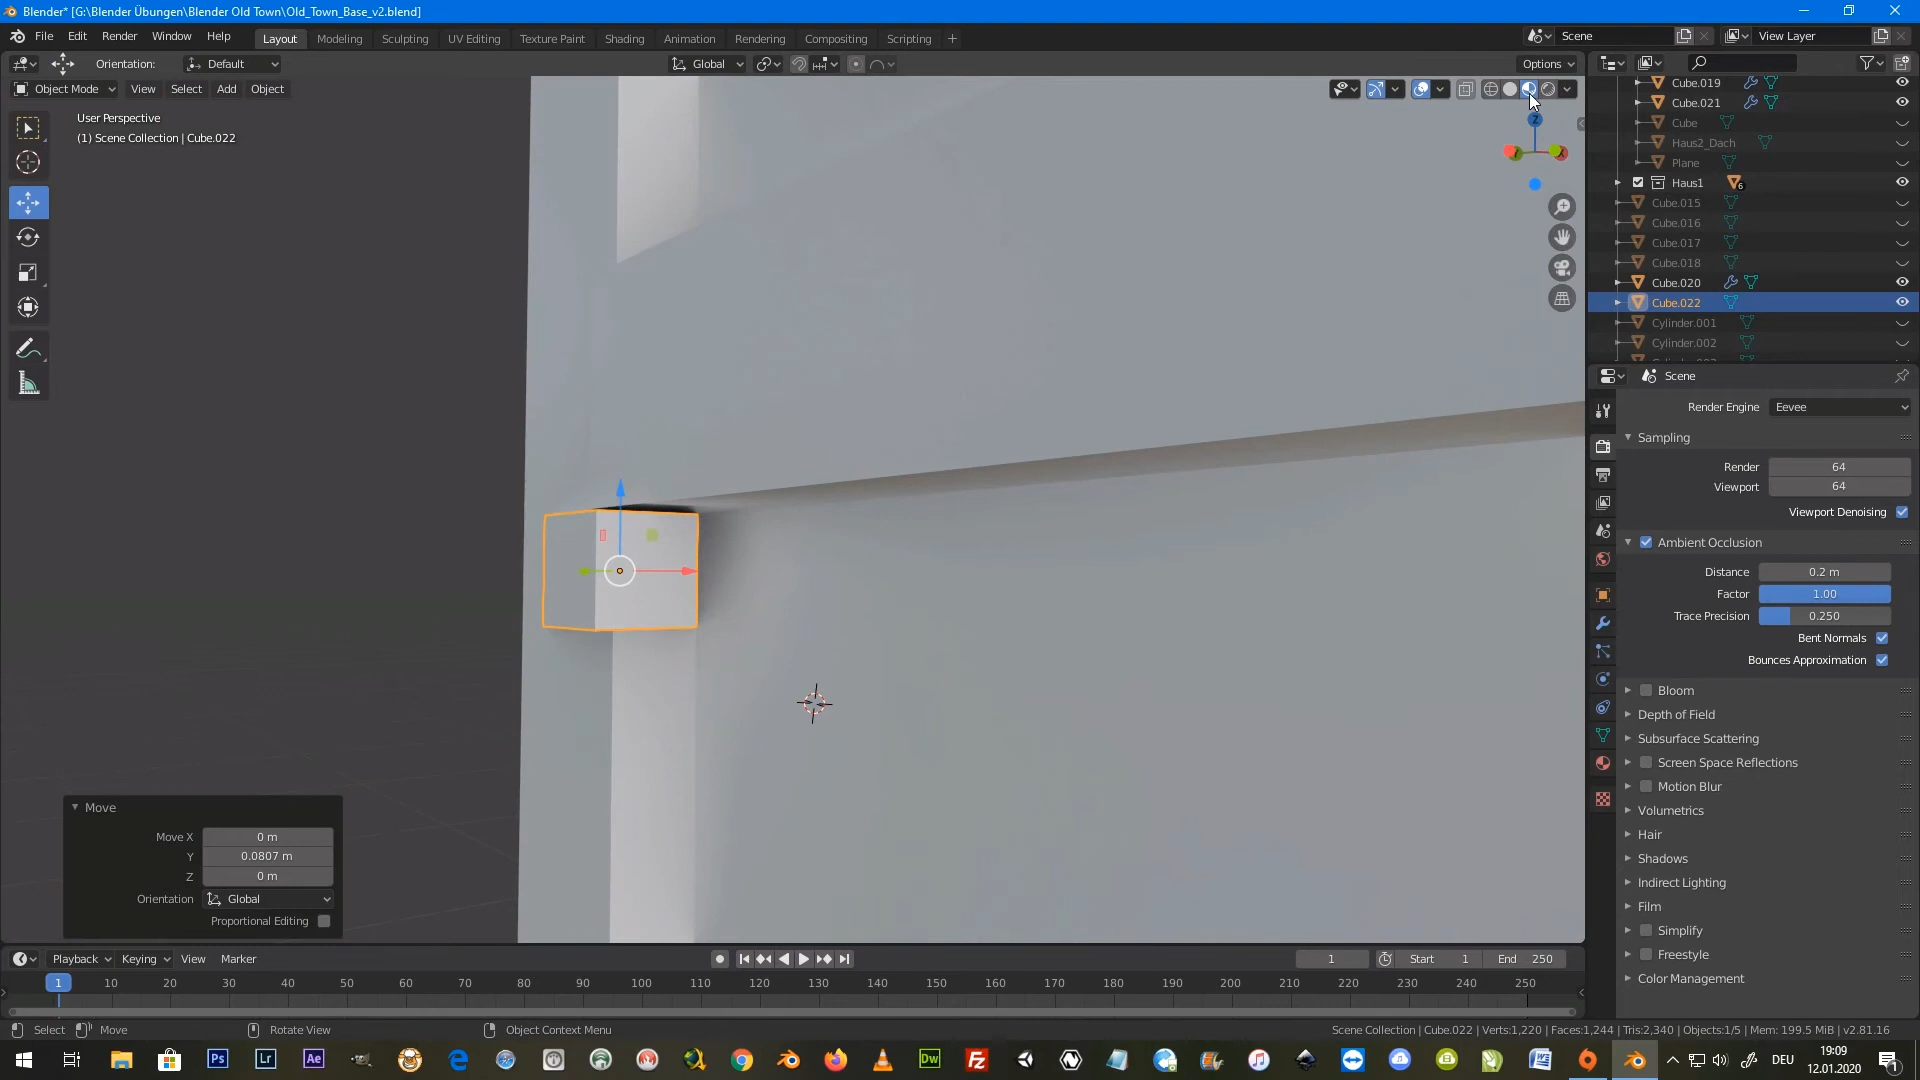 Blender* [G:\Blender Übungen\Blender Old Town\Old_Town_Base_v2.blend]
File Edit Render Window Help
Layout Modeling Sculpting UV Editing Texture Paint Shading Animation Rendering Compositing Scripting +
Scene
View Layer
Orientation: Default
Global
Options
Object Mode View Select Add Object
User Perspective
(1) Scene Collection | Cube.022
Z
Cube.019
Cube.021
Cube
Haus2_Dach
Plane
Haus1 6
Cube.015
Cube.016
Cube.017
Cube.018
Cube.020
Cube.022
Cylinder.001
Cylinder.002
Scene
Render Engine Eevee
Sampling
Render 64
Viewport 64
Viewport Denoising
Ambient Occlusion
Distance 0.2 m
Factor 1.00
Trace Precision 0.250
Bent Normals
Bounces Approximation
Bloom
Depth of Field
Subsurface Scattering
Screen Space Reflections
Motion Blur
Volumetrics
Hair
Shadows
Indirect Lighting
Film
Simplify
Freestyle
Color Management
Move
Move X 0 m
Y 0.0807 m
Z 0 m
Orientation Global
Proportional Editing
Playback Keying View Marker
1 Start 1 End 250
1 10 20 30 40 50 60 70 80 90 100 110 120 130 140 150 160 170 180 190 200 210 220 230 240 250
Select Move Rotate View Object Context Menu
Scene Collection | Cube.022 | Verts:1,220 | Faces:1,244 | Tris:2,340 | Objects:1/5 | Mem: 199.5 MiB | v2.81.16
Ps Lr Ae Dw
DEU
19:09
12.01.2020
1